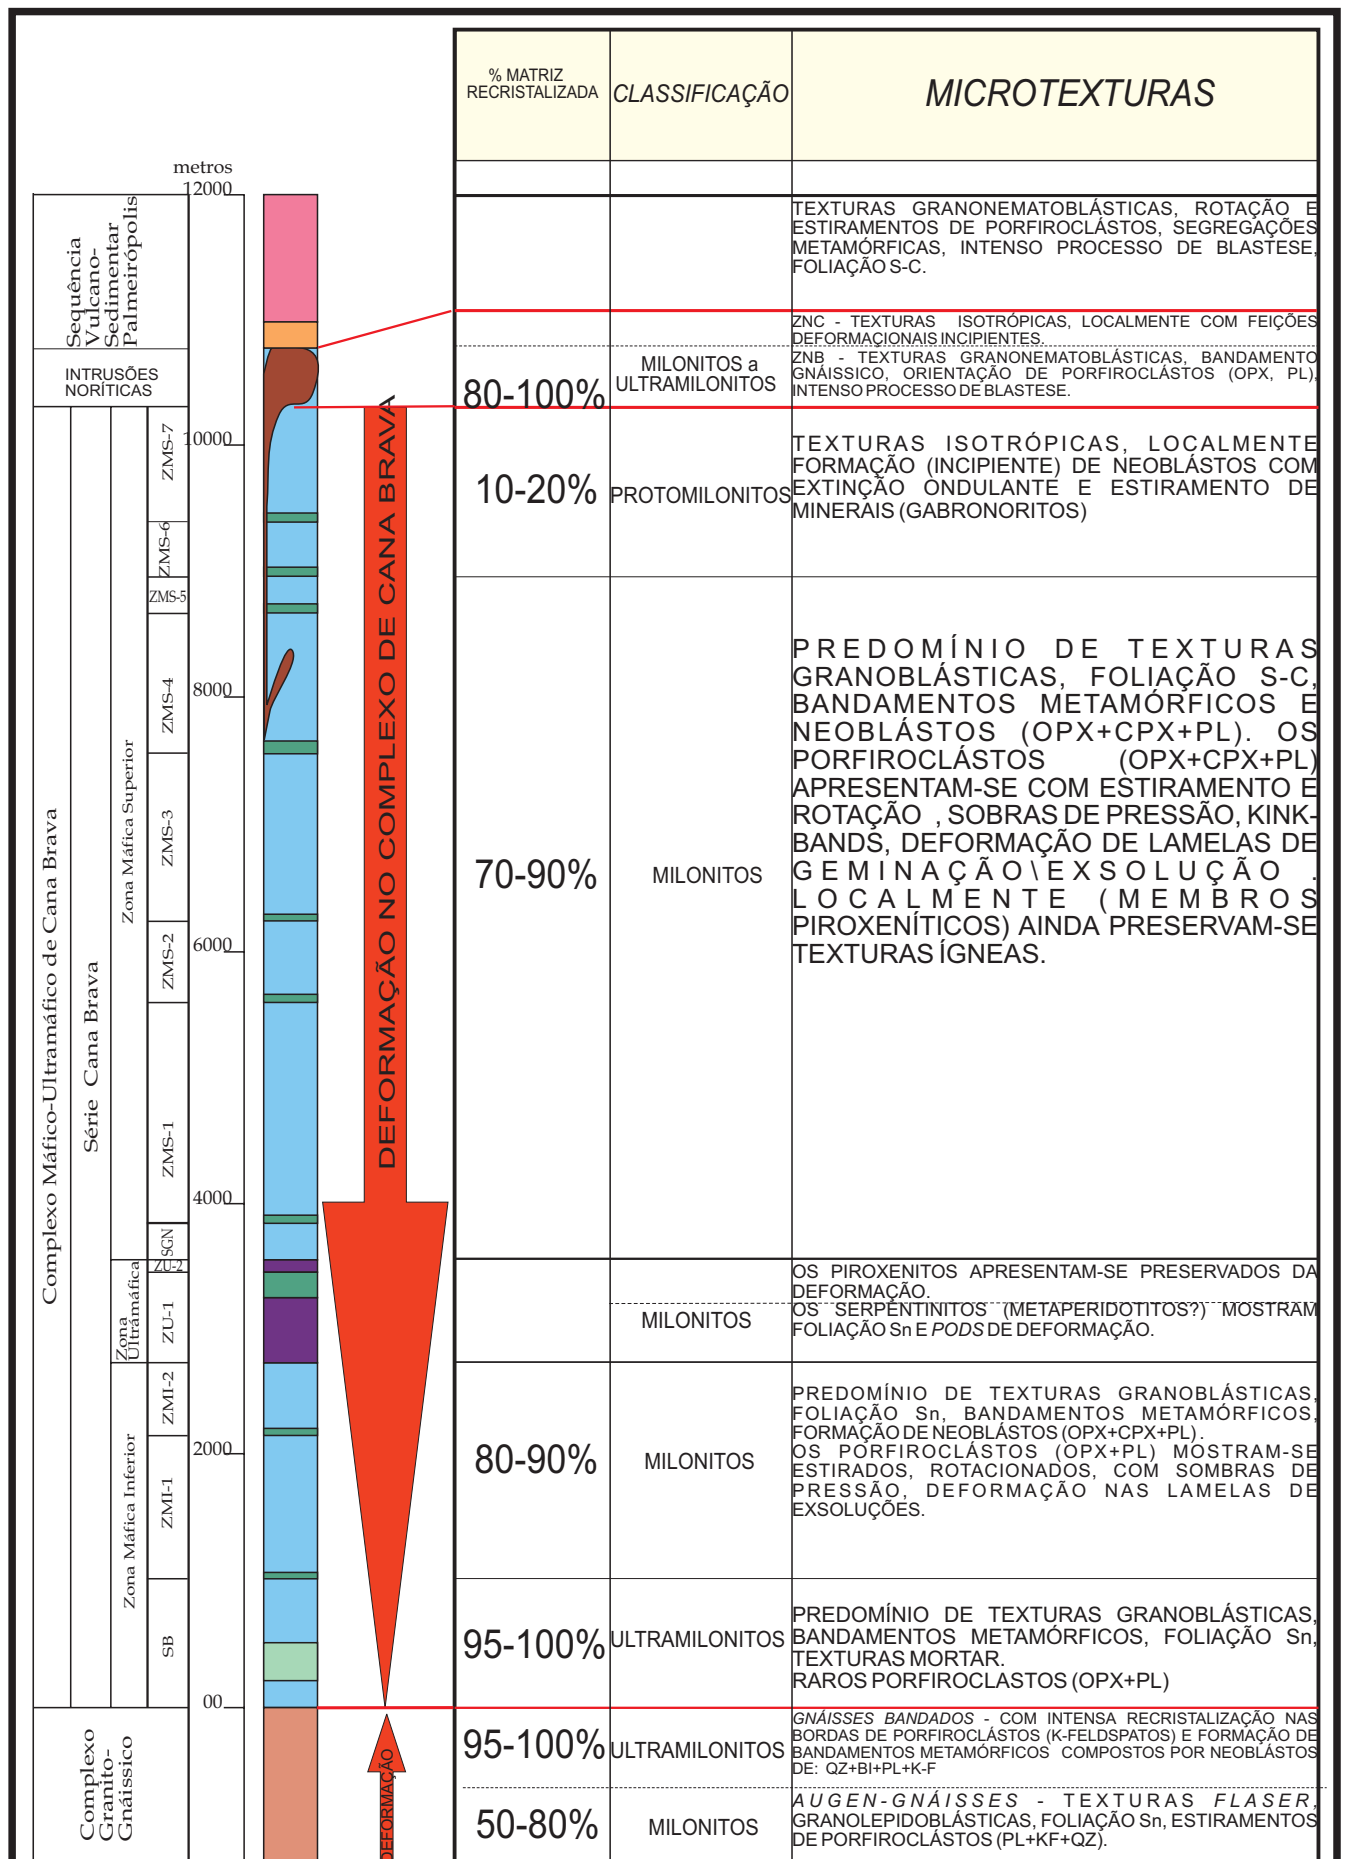 % MATRIZ
RECRISTALIZADA
CLASSIFICAÇÃO
MICROTEXTURAS
metros
12000
10000
8000
6000
4000
2000
00
Sequência
Vulcano-
Sedimentar
Palmeirópolis
INTRUSÕES
NORÍTICAS
Complexo Máfico-Ultramáfico de Cana Brava
Série Cana Brava
Zona Máfica Superior
ZMS-7
ZMS-6
ZMS-5
ZMS-4
ZMS-3
ZMS-2
ZMS-1
SGN
Zona
Ultrámáfica
ZU-2
ZU-1
Zona Máfica Inferior
ZMI-2
ZMI-1
SB
Complexo
Granito-
Gnáissico
DEFORMAÇÃO NO COMPLEXO DE CANA BRAVA
DEFORMAÇÃO
TEXTURAS GRANONEMATOBLÁSTICAS, ROTAÇÃO E
ESTIRAMENTOS DE PORFIROCLÁSTOS, SEGREGAÇÕES
METAMÓRFICAS, INTENSO PROCESSO DE BLASTESE,
FOLIAÇÃO S-C.
ZNC - TEXTURAS ISOTRÓPICAS, LOCALMENTE COM FEIÇÕES
DEFORMACIONAIS INCIPIENTES.
80-100%
MILONITOS a
ULTRAMILONITOS
ZNB - TEXTURAS GRANONEMATOBLÁSTICAS, BANDAMENTO
GNÁISSICO, ORIENTAÇÃO DE PORFIROCLÁSTOS (OPX, PL),
INTENSO PROCESSO DE BLASTESE.
10-20%
PROTOMILONITOS
TEXTURAS ISOTRÓPICAS, LOCALMENTE
FORMAÇÃO (INCIPIENTE) DE NEOBLÁSTOS COM
EXTINÇÃO ONDULANTE E ESTIRAMENTO DE
MINERAIS (GABRONORITOS)
70-90%
MILONITOS
PREDOMÍNIO DE TEXTURAS
GRANOBLÁSTICAS, FOLIAÇÃO S-C,
BANDAMENTOS METAMÓRFICOS E
NEOBLÁSTOS (OPX+CPX+PL). OS
PORFIROCLÁSTOS (OPX+CPX+PL)
APRESENTAM-SE COM ESTIRAMENTO E
ROTAÇÃO , SOBRAS DE PRESSÃO, KINK-
BANDS, DEFORMAÇÃO DE LAMELAS DE
GEMINAÇÃO\EXSOLUÇÃO .
LOCALMENTE (MEMBROS
PIROXENÍTICOS) AINDA PRESERVAM-SE
TEXTURAS ÍGNEAS.
OS PIROXENITOS APRESENTAM-SE PRESERVADOS DA
DEFORMAÇÃO.
MILONITOS
OS SERPENTINITOS (METAPERIDOTITOS?) MOSTRAM
FOLIAÇÃO Sn E PODS DE DEFORMAÇÃO.
80-90%
MILONITOS
PREDOMÍNIO DE TEXTURAS GRANOBLÁSTICAS,
FOLIAÇÃO Sn, BANDAMENTOS METAMÓRFICOS,
FORMAÇÃO DE NEOBLÁSTOS (OPX+CPX+PL) .
OS PORFIROCLÁSTOS (OPX+PL) MOSTRAM-SE
ESTIRADOS, ROTACIONADOS, COM SOMBRAS DE
PRESSÃO, DEFORMAÇÃO NAS LAMELAS DE
EXSOLUÇÕES.
95-100%
ULTRAMILONITOS
PREDOMÍNIO DE TEXTURAS GRANOBLÁSTICAS,
BANDAMENTOS METAMÓRFICOS, FOLIAÇÃO Sn,
TEXTURAS MORTAR.
RAROS PORFIROCLASTOS (OPX+PL)
95-100%
ULTRAMILONITOS
GNÁISSES BANDADOS - COM INTENSA RECRISTALIZAÇÃO NAS
BORDAS DE PORFIROCLÁSTOS (K-FELDSPATOS) E FORMAÇÃO DE
BANDAMENTOS METAMÓRFICOS COMPOSTOS POR NEOBLÁSTOS
DE: QZ+BI+PL+K-F
50-80%
MILONITOS
AUGEN-GNÁISSES - TEXTURAS FLASER,
GRANOLEPIDOBLÁSTICAS, FOLIAÇÃO Sn, ESTIRAMENTOS
DE PORFIROCLÁSTOS (PL+KF+QZ).